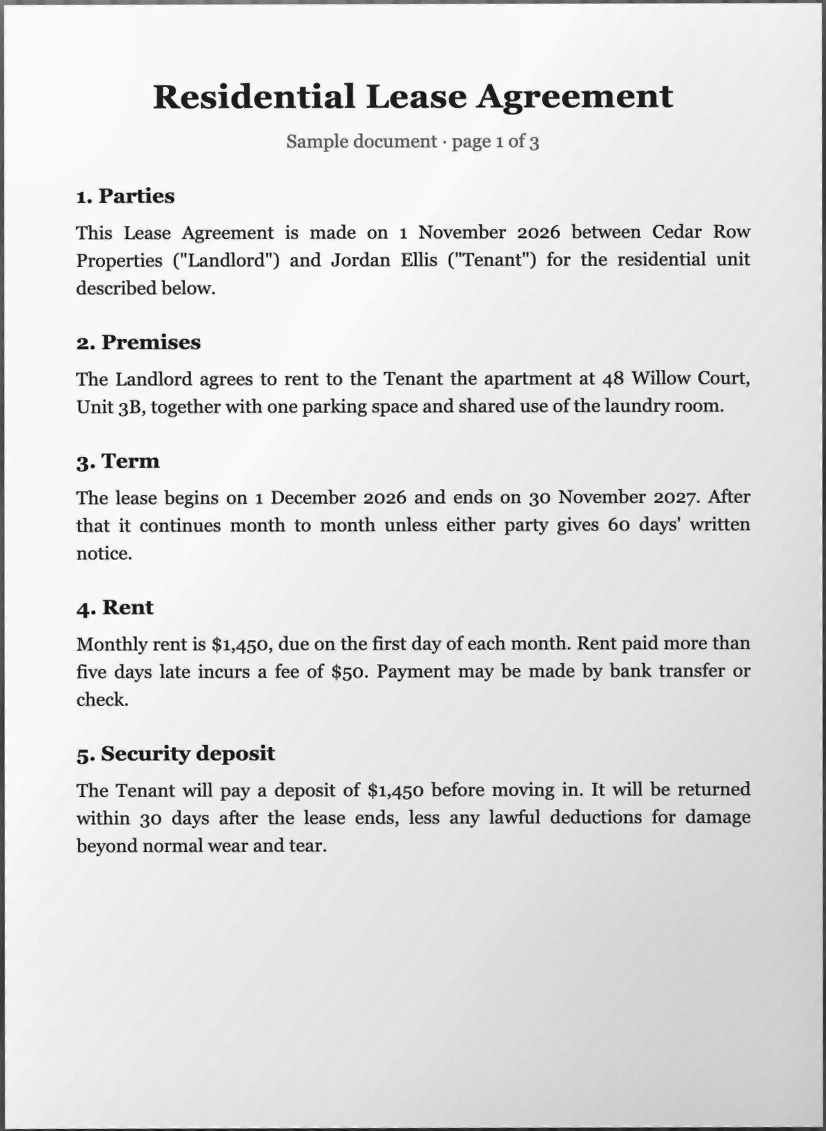 Residential Lease Agreement
Sample document · page 1 of 3
1. Parties
This Lease Agreement is made on 1 November 2026 between Cedar Row
Properties ("Landlord") and Jordan Ellis ("Tenant") for the residential unit
described below.
2. Premises
The Landlord agrees to rent to the Tenant the apartment at 48 Willow Court,
Unit 3B, together with one parking space and shared use of the laundry room.
3. Term
The lease begins on 1 December 2026 and ends on 30 November 2027. After
that it continues month to month unless either party gives 60 days' written
notice.
4. Rent
Monthly rent is $1,450, due on the first day of each month. Rent paid more than
five days late incurs a fee of $50. Payment may be made by bank transfer or
check.
5. Security deposit
The Tenant will pay a deposit of $1,450 before moving in. It will be returned
within 30 days after the lease ends, less any lawful deductions for damage
beyond normal wear and tear.